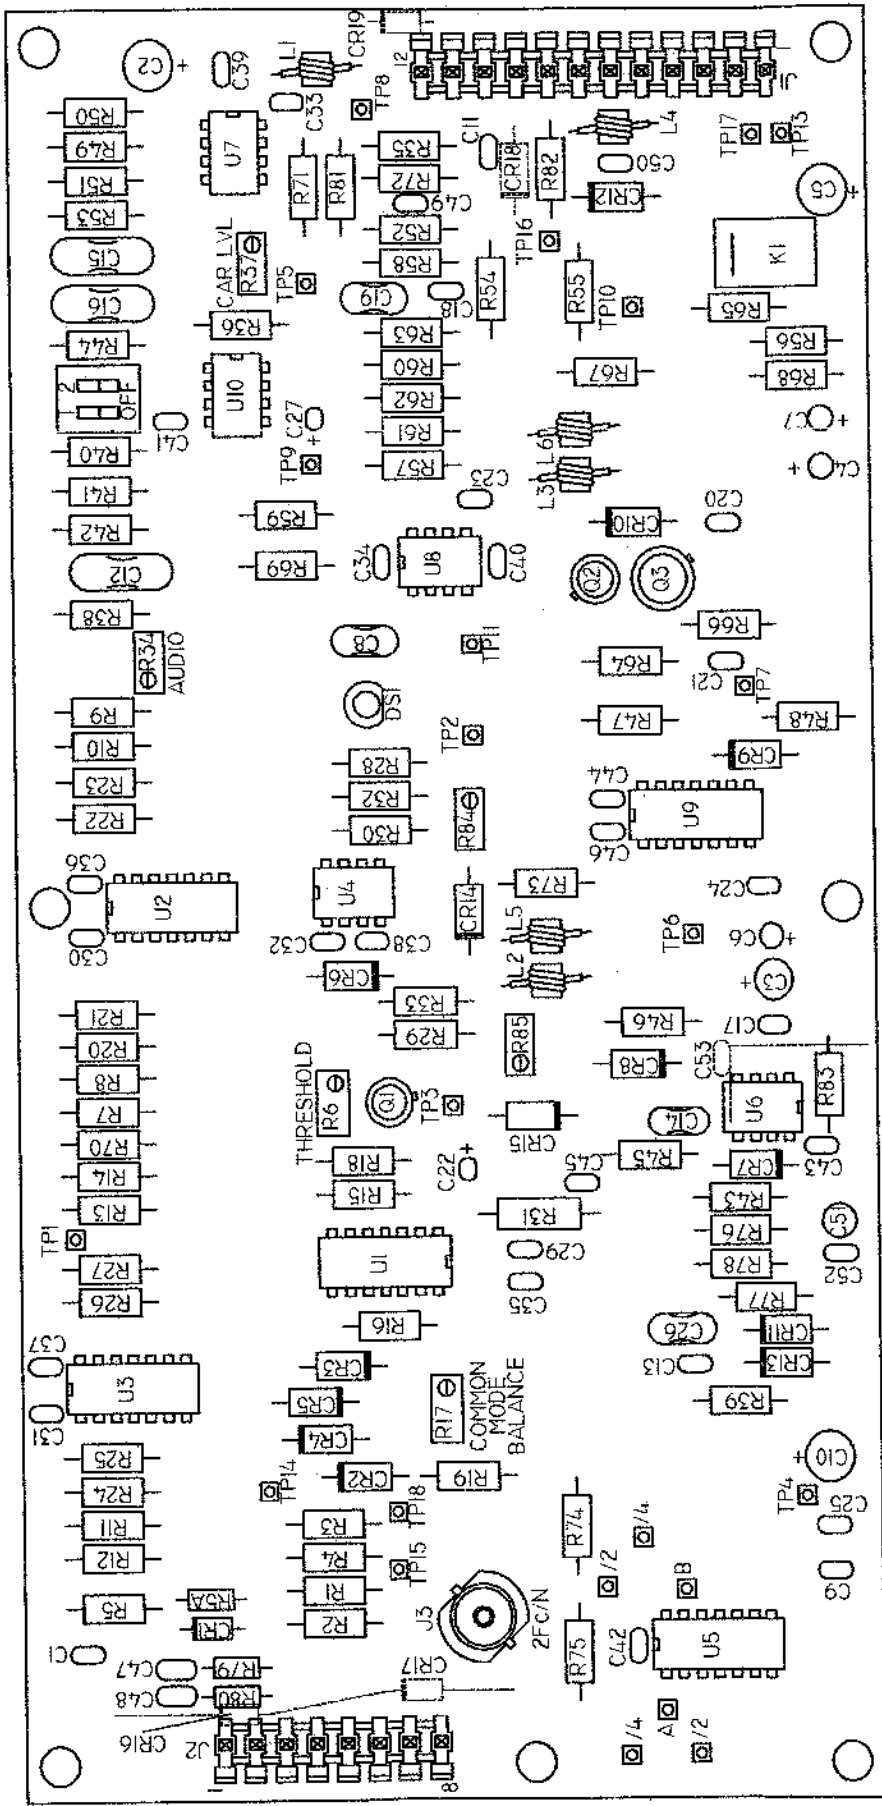 C2
+
C39
L1
CR19
12
J1
C33
TP8
R50
R49
R51
R53
U7
R71
R81
R35
R72
C49
C11
CR18
R82
C50
L4
TP17
TP13
CR12
C5
+
C15
C16
CAR LVL
R37
TP5
R52
R58
C19
C18
R54
TP16
R55
TP10
K1
R65
R36
R44
R63
R60
R62
R61
R57
R67
R56
R68
1 2
OFF
C41
U10
C27
+
TP9
L6
L3
C7
+
C4
+
R40
R41
R42
R59
R69
C23
C34
U8
C40
CR10
C20
Q2
Q3
C12
R38
R34
AUDIO
C8
TP11
DS1
TP2
R66
R64
C21
TP7
R47
R48
CR9
R9
R10
R23
R22
R28
R32
R30
R84
C44
C46
U9
C36
C30
U2
U4
C32
C38
CR14
R73
L5
L2
C24
TP6
C6
+
C3
+
C17
CR6
R33
R29
R85
R46
CR8
C53
R21
R20
R8
R7
R70
R14
R13
THRESHOLD
R6
Q1
TP3
R18
R15
C22
+
CR15
C14
U6
R83
R45
C45
C43
CR7
R43
R76
R78
R77
C51
C52
TP1
R27
R26
U1
R31
C29
C35
R16
C26
C13
CR11
CR13
R39
C37
C31
U3
CR3
CR5
CR4
CR2
R17
COMMON
MODE
BALANCE
R19
C10
+
TP4
C25
C9
R25
R24
R11
R12
R5
TP14
R3
R4
R1
R2
TP18
TP15
R74
/4
/2
B
R5A
CR1
J3
2Fc/N
R75
C42
U5
C1
C47
C48
R79
R80
CR17
CR16
J2
1
8
A
/4
/2